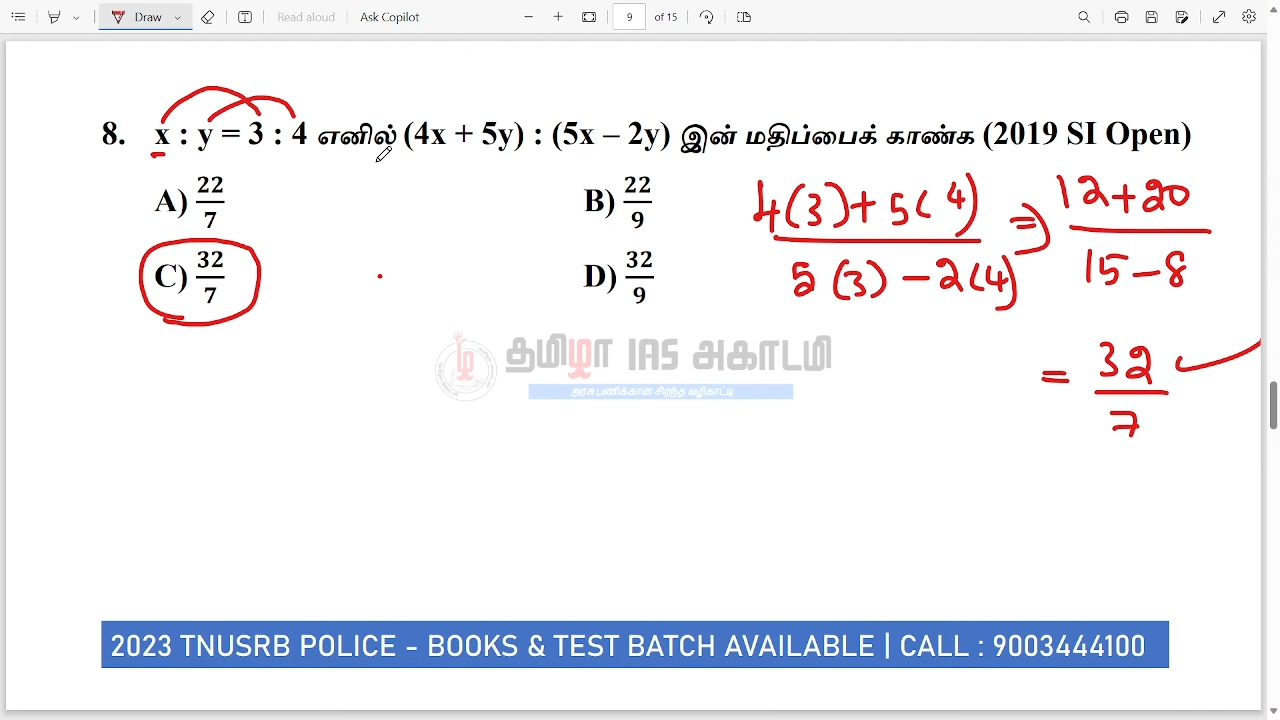 Draw
Read aloud
Ask Copilot
9
of 15
8. x : y = 3 : 4 எனில் (4x + 5y) : (5x – 2y) இன் மதிப்பைக் காண்க (2019 SI Open)
A) 22/7
B) 22/9
C) 32/7
D) 32/9
4(3)+5(4) / 5(3)-2(4) ⇒ 12+20 / 15-8
= 32/7
தமிழா IAS அகாடமி
அரசு பணிக்கான சிறந்த வழிகாட்டி
2023 TNUSRB POLICE - BOOKS & TEST BATCH AVAILABLE | CALL : 9003444100